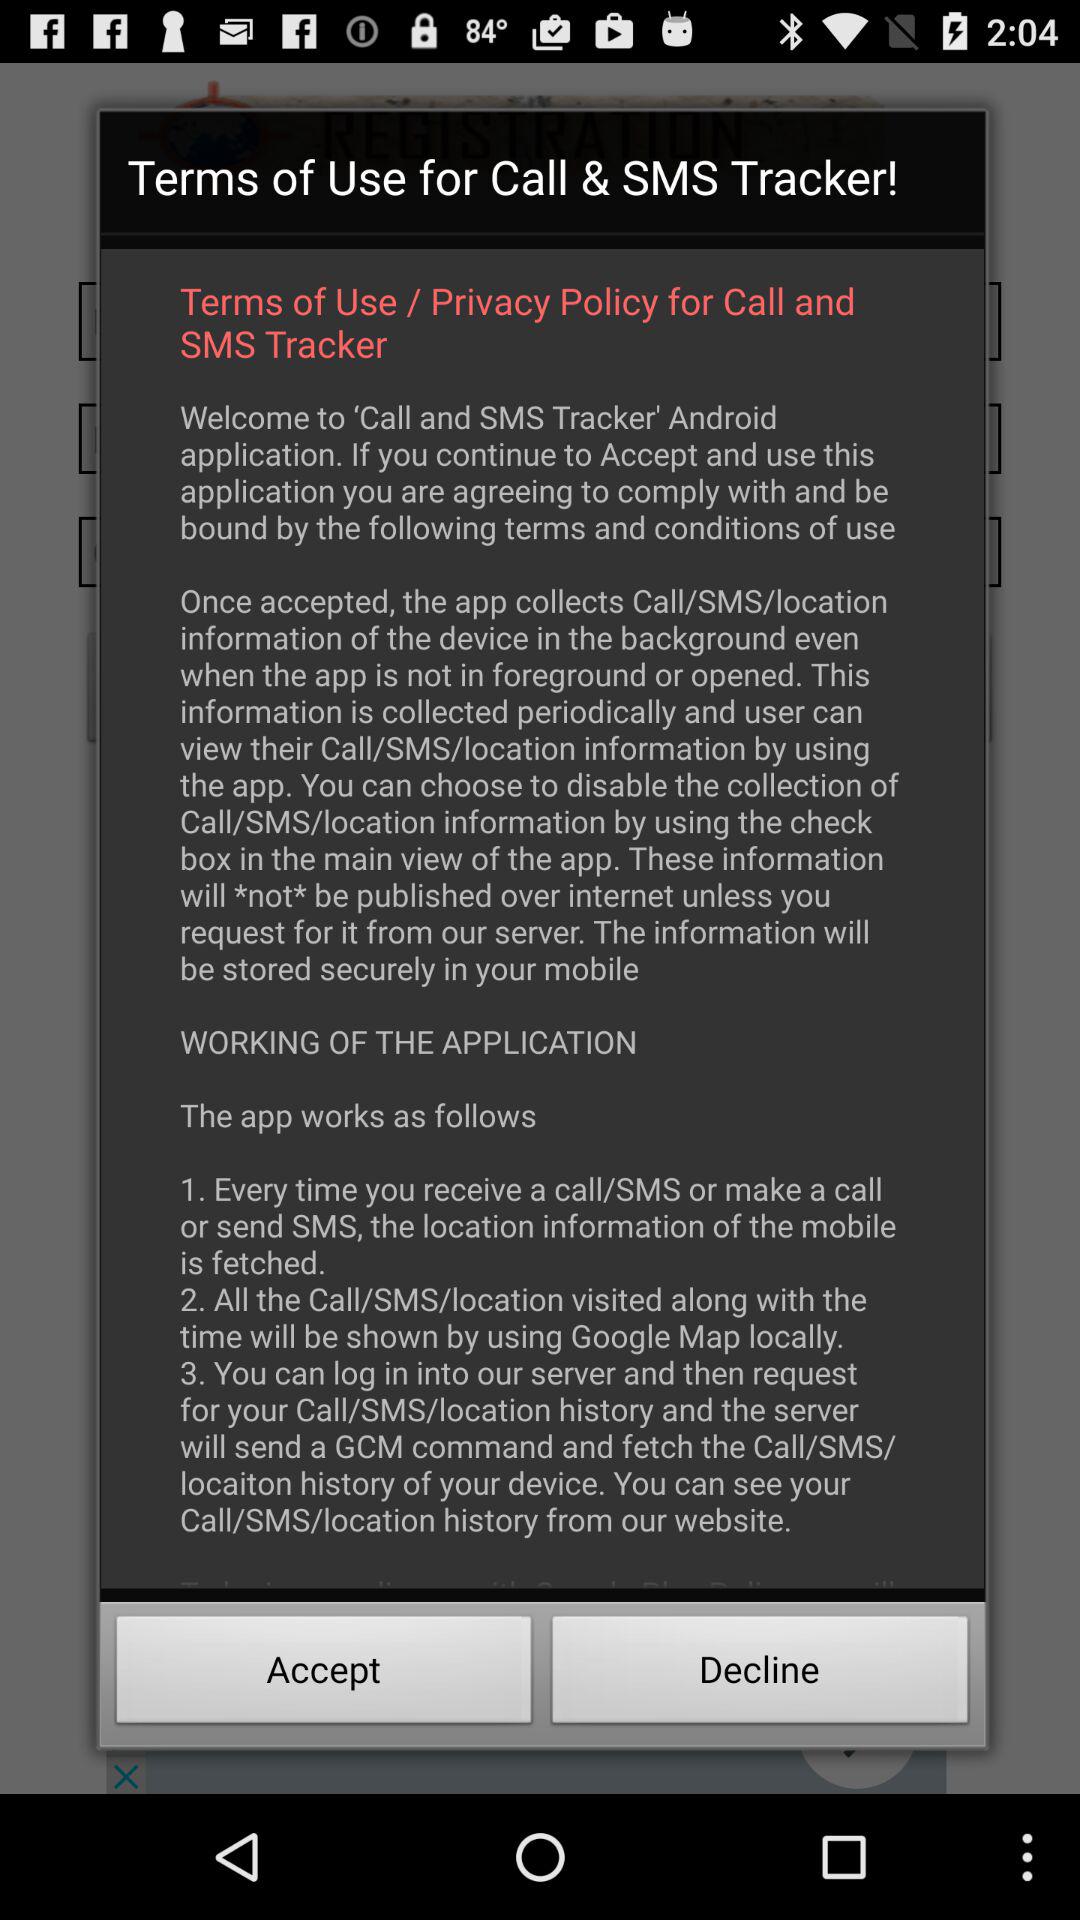 84°
2:04
REGISTRATION
Terms of Use for Call & SMS Tracker!
Terms of Use / Privacy Policy for Call and
SMS Tracker
Welcome to ‘Call and SMS Tracker' Android
application. If you continue to Accept and use this
application you are agreeing to comply with and be
bound by the following terms and conditions of use
Once accepted, the app collects Call/SMS/location
information of the device in the background even
when the app is not in foreground or opened. This
information is collected periodically and user can
view their Call/SMS/location information by using
the app. You can choose to disable the collection of
Call/SMS/location information by using the check
box in the main view of the app. These information
will *not* be published over internet unless you
request for it from our server. The information will
be stored securely in your mobile
WORKING OF THE APPLICATION
The app works as follows
1. Every time you receive a call/SMS or make a call
or send SMS, the location information of the mobile
is fetched.
2. All the Call/SMS/location visited along with the
time will be shown by using Google Map locally.
3. You can log in into our server and then request
for your Call/SMS/location history and the server
will send a GCM command and fetch the Call/SMS/
locaiton history of your device. You can see your
Call/SMS/location history from our website.
Accept
Decline